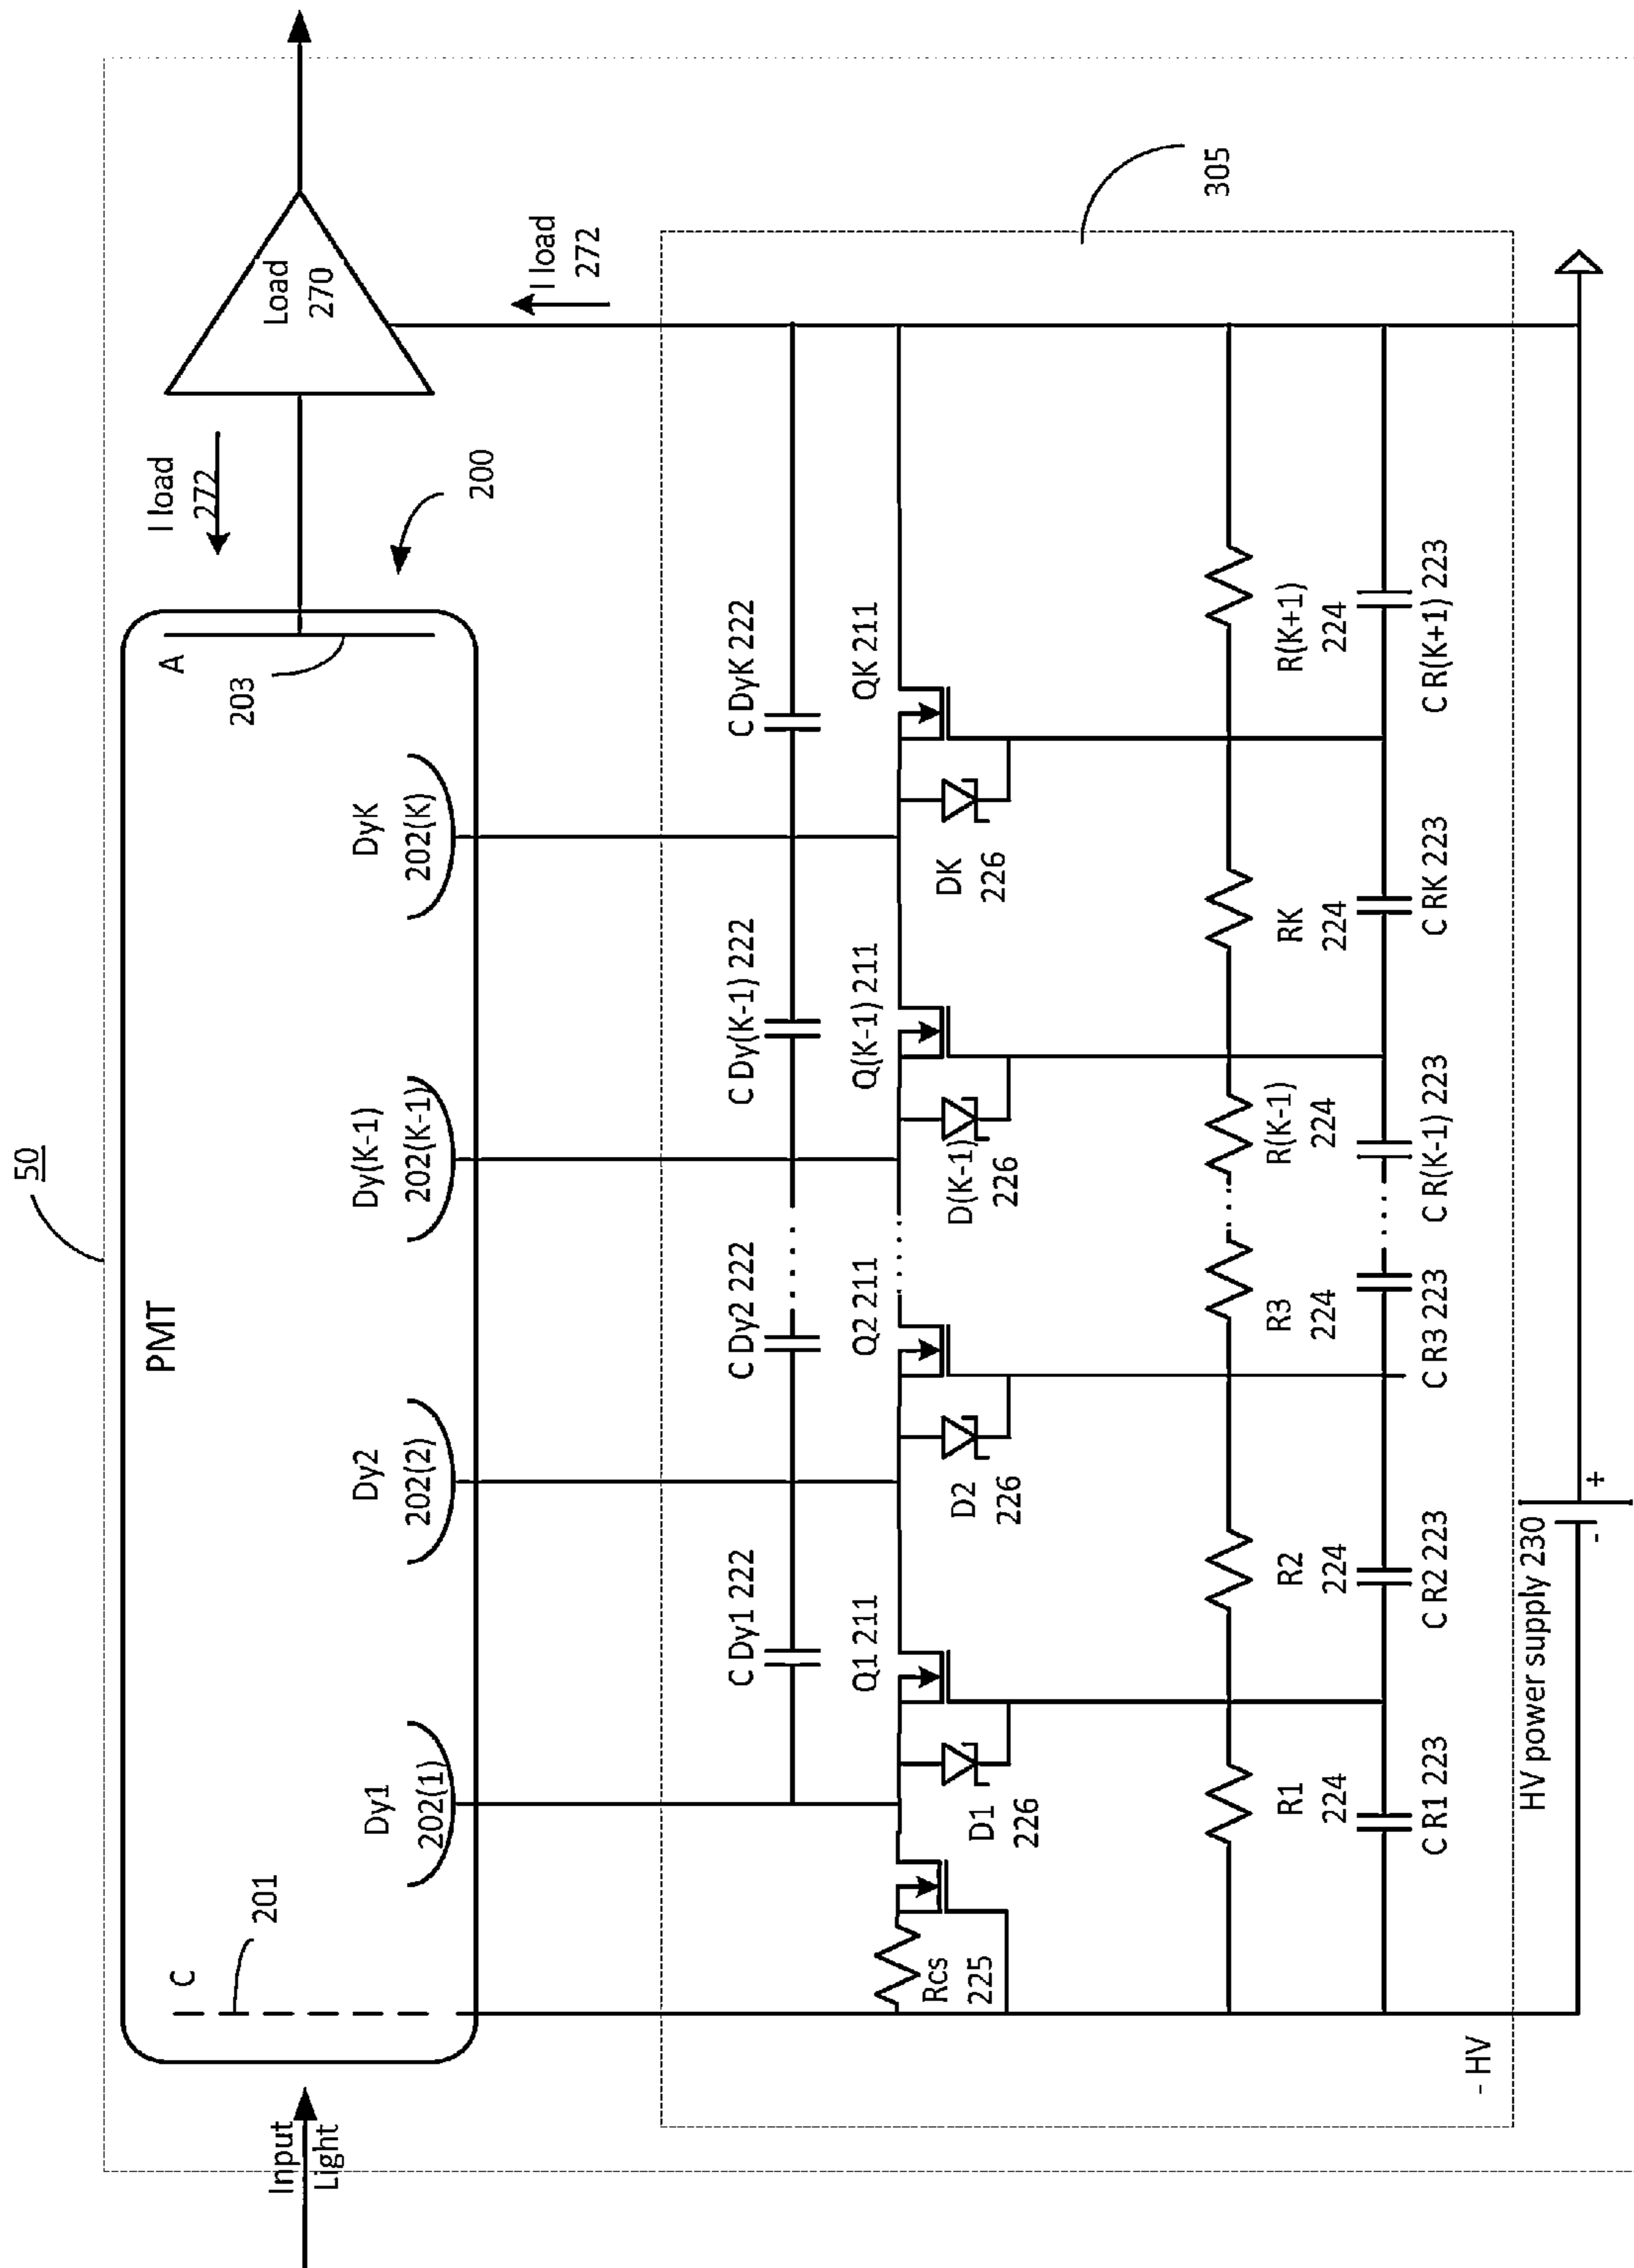 50
Input
Light
PMT
C
201
Dy1
202(1)
Dy2
202(2)
Dy(K-1)
202(K-1)
DyK
202(K)
A
203
I load
272
200
Load
270
I load
272
305
C Dy1 222
C Dy2 222
C Dy(K-1) 222
C DyK 222
Q1 211
Q2 211
Q(K-1) 211
QK 211
Rcs
225
D1
226
D2
226
D(K-1)
226
DK
226
R1
224
R2
224
R3
224
R(K-1)
224
RK
224
R(K+1)
224
C R1 223
C R2 223
C R3 223
C R(K-1) 223
C RK 223
C R(K+1) 223
- HV
HV power supply 230
- +